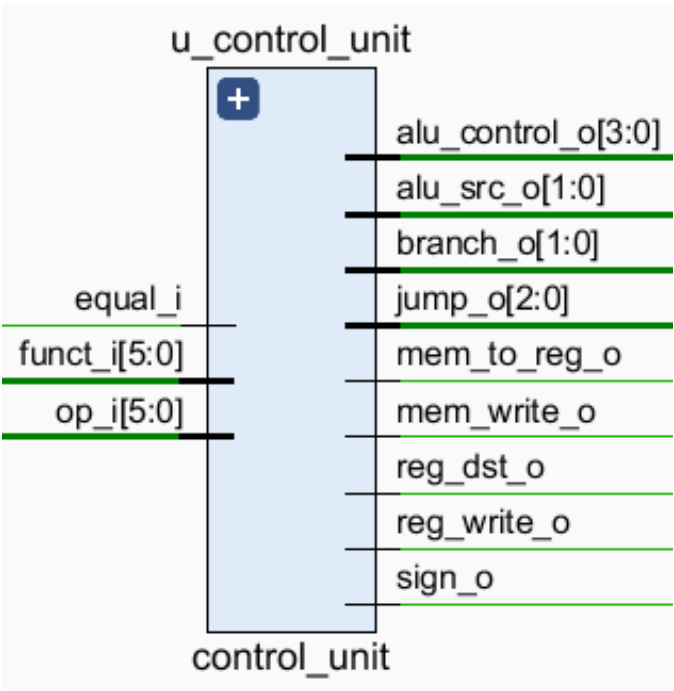 u_control_unit
+
alu_control_o[3:0]
alu_src_o[1:0]
branch_o[1:0]
equal_i
jump_o[2:0]
funct_i[5:0]
mem_to_reg_o
op_i[5:0]
mem_write_o
reg_dst_o
reg_write_o
sign_o
control_unit